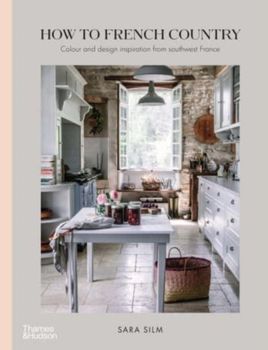 HOW TO FRENCH COUNTRY
Colour and design inspiration from southwest France
Thames
&Hudson
SARA SILM